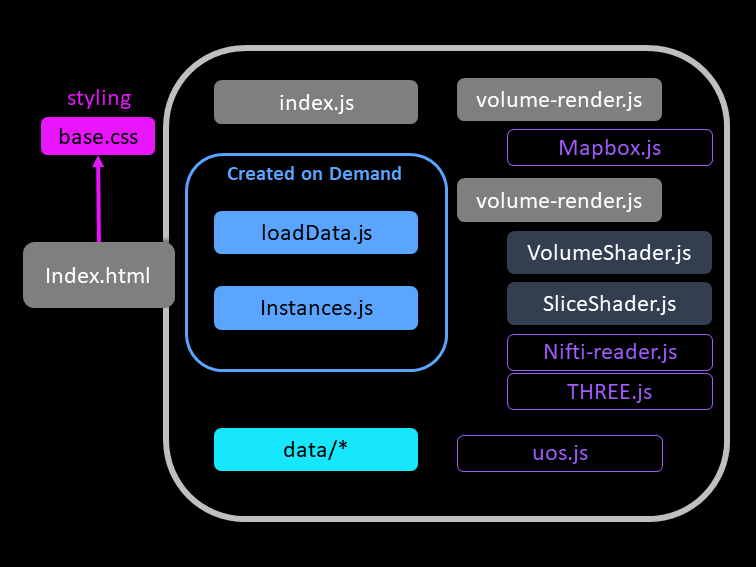 styling
base.css
Index.html
index.js
Created on Demand
loadData.js
Instances.js
data/*
volume-render.js
Mapbox.js
volume-render.js
VolumeShader.js
SliceShader.js
Nifti-reader.js
THREE.js
uos.js